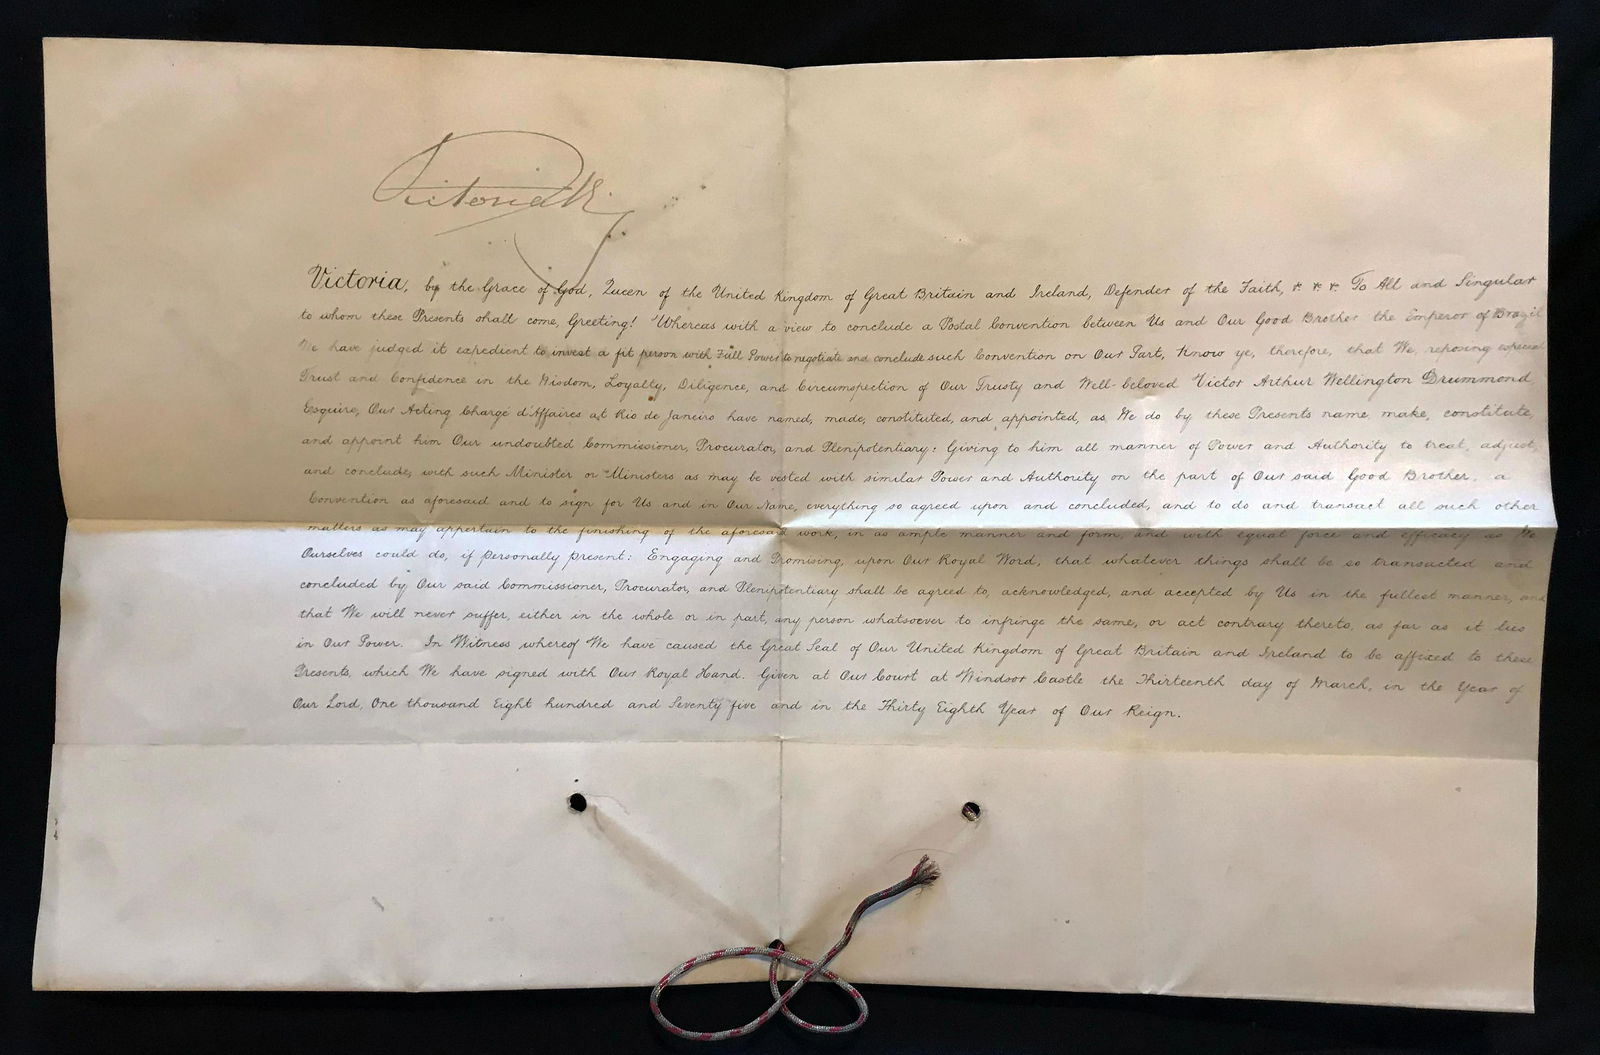 Victoria R
Victoria, by the Grace of God, Queen of the United Kingdom of Great Britain and Ireland, Defender of the Faith, &. &. &. To All and Singular
to whom these Presents shall come, Greeting! Whereas with a view to conclude a Postal Convention between Us and Our Good Brother the Emperor of Brazil
We have judged it expedient to invest a fit person with Full Power to negotiate and conclude such Convention on Our Part, Know ye, therefore, that We, reposing especial
Trust and Confidence in the Wisdom, Loyalty, Diligence, and Circumspection of Our Trusty and Well-beloved Victor Arthur Wellington Drummond,
Esquire, Our Acting Chargé d'Affaires at Rio de Janeiro have named, made, constituted, and appointed, as We do by these Presents name make, constitute,
and appoint him Our undoubted Commissioner, Procurator, and Plenipotentiary: Giving to him all manner of Power and Authority to treat, adjust,
and conclude, with such Minister or Ministers as may be vested with similar Power and Authority on the part of Our said Good Brother, a
Convention as aforesaid and to sign for Us and in Our Name, everything so agreed upon and concluded, and to do and transact all such other
matters as may appertain to the finishing of the aforesaid work, in as ample manner and form, and with equal force and efficacy as We
Ourselves could do, if personally present: Engaging and Promising, upon Our Royal Word, that whatever things shall be so transacted and
concluded by Our said Commissioner, Procurator, and Plenipotentiary shall be agreed to, acknowledged, and accepted by Us in the fullest manner, and
that We will never suffer, either in the whole or in part, any person whatsoever to infringe the same, or act contrary thereto, as far as it lies
in Our Power. In Witness whereof We have caused the Great Seal of Our United Kingdom of Great Britain and Ireland to be affixed to these
Presents, which We have signed with Our Royal Hand. Given at Our Court at Windsor Castle the Thirteenth day of March, in the Year of
Our Lord, One thousand Eight hundred and Seventy five and in the Thirty Eighth Year of Our Reign.